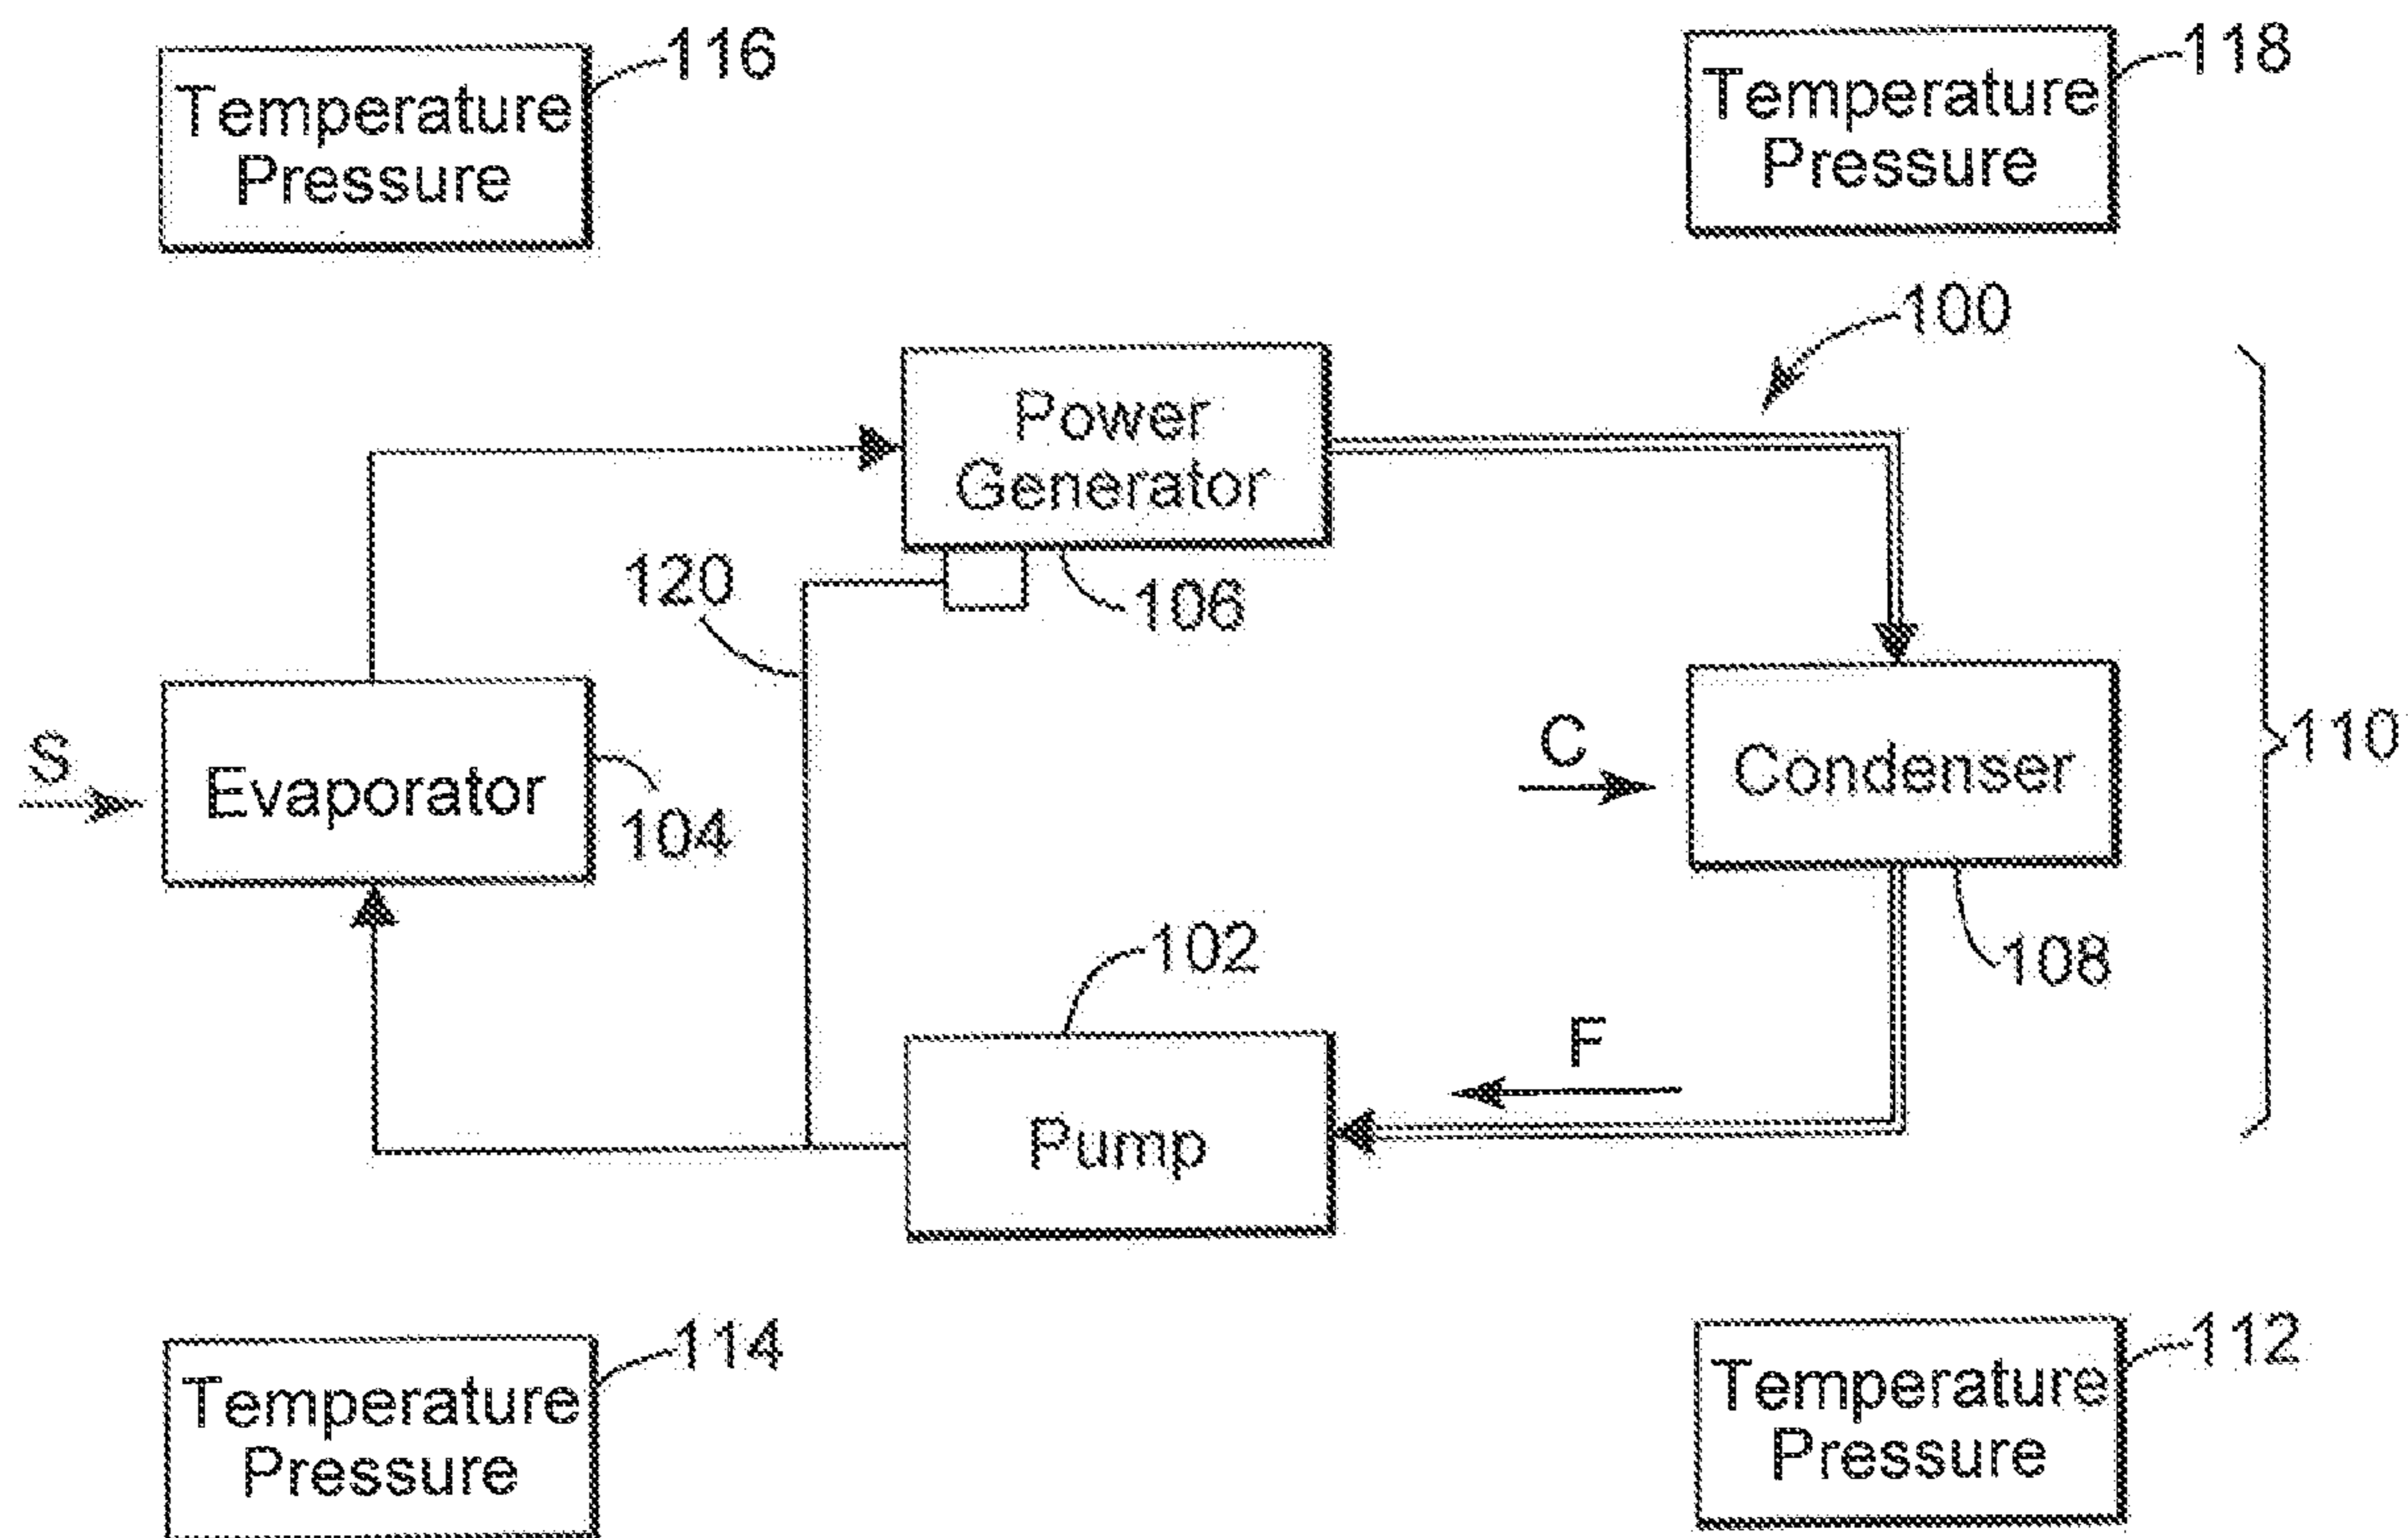 116
Temperature
Pressure
118
Temperature
Pressure
100
Power
Generator
120
106
S
Evaporator
104
C
Condenser
110
108
102
F
Pump
114
Temperature
Pressure
112
Temperature
Pressure